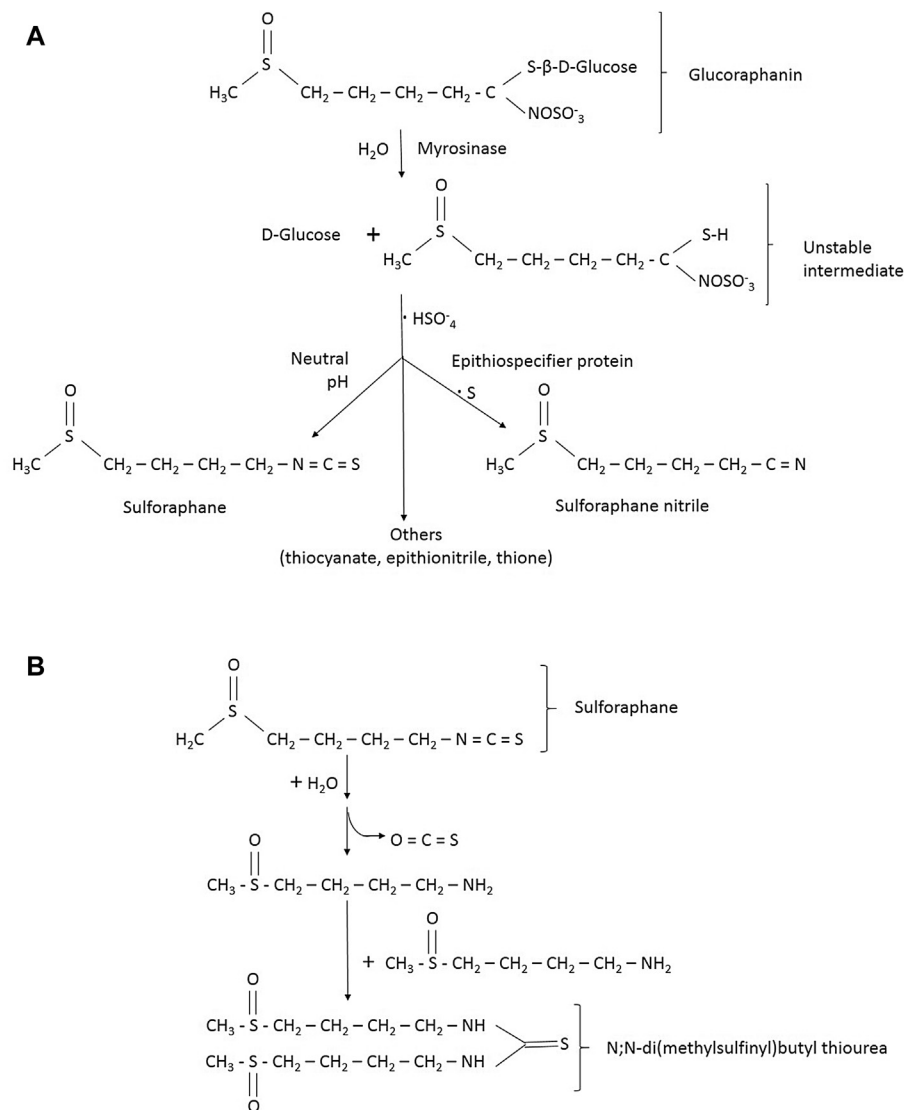 A
O
S
S-β-D-Glucose
H₃C CH₂ – CH₂ – CH₂ – CH₂ - C
Glucoraphanin
NOSO⁻₃
H₂O Myrosinase
O
S
D-Glucose +
S-H
H₃C CH₂ – CH₂ – CH₂ – CH₂ - C
Unstable
intermediate
NOSO⁻₃
· HSO⁻₄
Neutral
pH
Epithiospecifier protein
· S
O
S
H₃C CH₂ – CH₂ – CH₂ – CH₂ – N = C = S
Sulforaphane
O
S
H₃C CH₂ – CH₂ – CH₂ – CH₂ – C = N
Sulforaphane nitrile
Others
(thiocyanate, epithionitrile, thione)
B
O
S
H₂C CH₂ – CH₂ – CH₂ – CH₂ – N = C = S
Sulforaphane
+ H₂O
O = C = S
O
CH₃ - S - CH₂ – CH₂ – CH₂ – CH₂ – NH₂
O
+ CH₃ - S - CH₂ – CH₂ – CH₂ – CH₂ – NH₂
O
CH₃ - S - CH₂ – CH₂ – CH₂ – CH₂ – NH
S
N;N-di(methylsulfinyl)butyl thiourea
CH₃ - S - CH₂ – CH₂ – CH₂ – CH₂ – NH
O